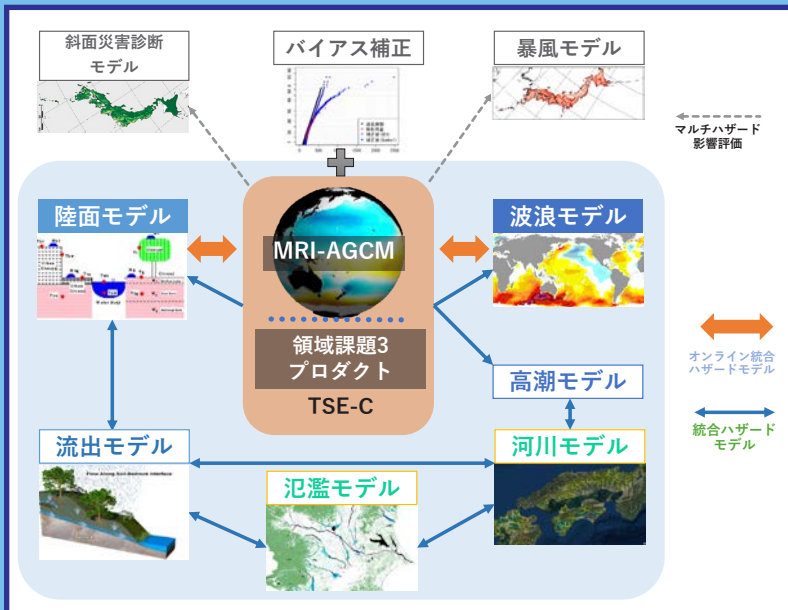 斜面災害診断
モデル
バイアス補正
暴風モデル
マルチハザード
影響評価
陸面モデル
MRI-AGCM
波浪モデル
領域課題3
プロダクト
TSE-C
オンライン統合
ハザードモデル
高潮モデル
統合ハザード
モデル
流出モデル
河川モデル
氾濫モデル
Flow Along Soil-Bedrock Interface